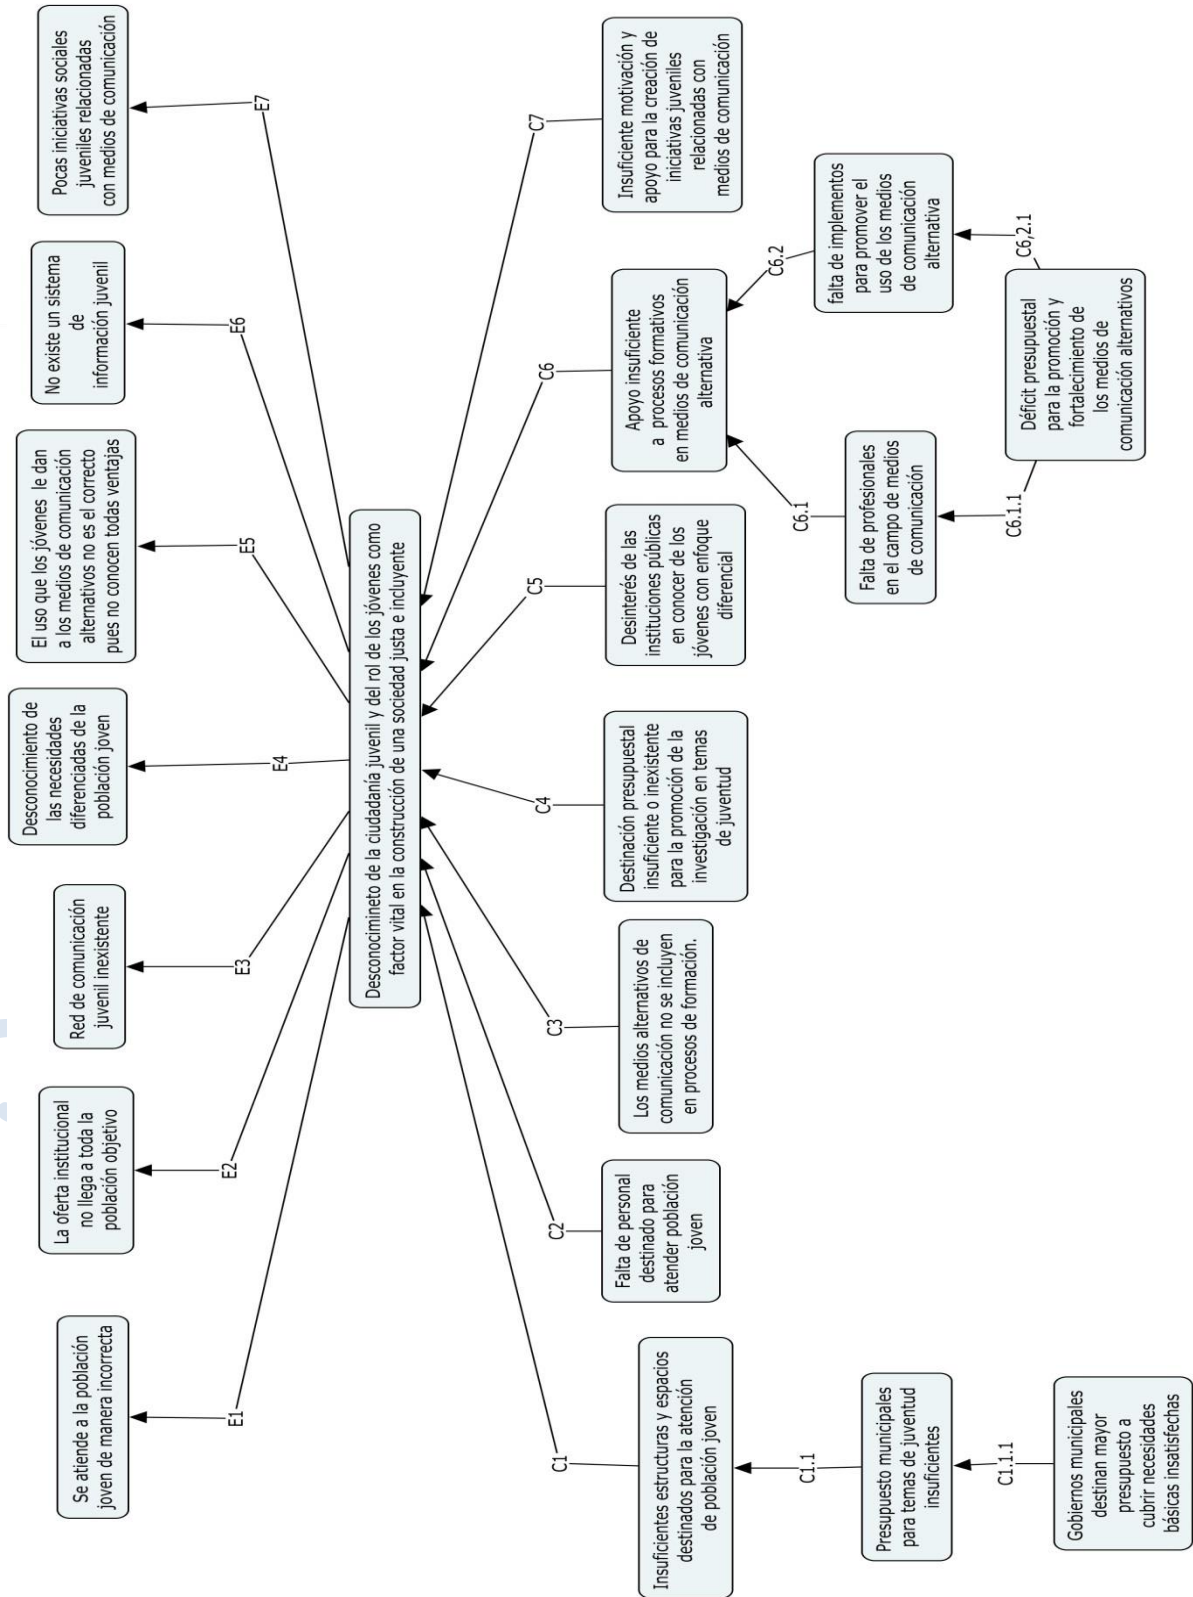 Se atiende a la población
joven de manera incorrecta
La oferta institucional
no llega a toda la
población objetivo
Red de comunicación
juvenil inexistente
Desconocimiento de
las necesidades
diferenciadas de la
población joven
El uso que los jóvenes le dan
a los medios de comunicación
alternativos no es el correcto
pues no conocen todas ventajas
No existe un sistema
de
información juvenil
Pocas iniciativas sociales
juveniles relacionadas
con medios de comunicación
E1
E2
E3
E4
E5
E6
E7
Desconocimineto de la ciudadanía juvenil y del rol de los jóvenes como
factor vital en la construcción de una sociedad justa e incluyente
C1
C2
C3
C4
C5
C6
C7
Insuficientes estructuras y espacios
destinados para la atención
de población joven
Falta de personal
destinado para
atender población
joven
Los medios alternativos de
comunicación no se incluyen
en procesos de formación.
Destinación presupuestal
insuficiente o inexistente
para la promoción de la
investigación en temas
de juventud
Desinterés de las
instituciones públicas
en conocer de los
jóvenes con enfoque
diferencial
Apoyo insuficiente
a procesos formativos
en medios de comunicación
alternativa
Insuficiente motivación y
apoyo para la creación de
iniciativas juveniles
relacionadas con
medios de comunicación
C1.1
C6.1
C6.2
Presupuesto municipales
para temas de juventud
insuficientes
Falta de profesionales
en el campo de medios
de comunicación
falta de implementos
para promover el
uso de los medios
de comunicación
alternativa
C1.1.1
C6.1.1
C6,2.1
Gobiernos municipales
destinan mayor
presupuesto a
cubrir necesidades
básicas insatisfechas
Déficit presupuestal
para la promoción y
fortalecimiento de
los medios de
comunicación alternativos